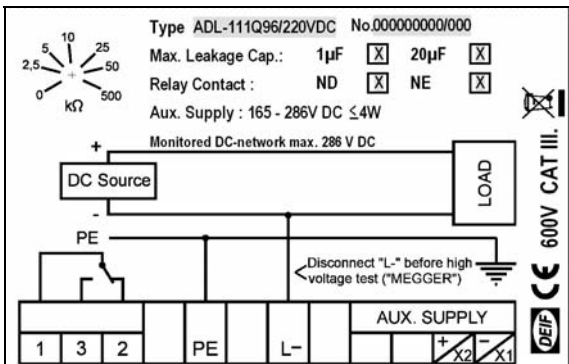 Type ADL-111Q96/220VDC No.000000000/000
Max. Leakage Cap.: 1µF X 20µF X
Relay Contact : ND X NE X
Aux. Supply : 165 - 286V DC ≤4W
Monitored DC-network max. 286 V DC
0 2,5 5 10 25 50 500
kΩ
+
DC Source
-
LOAD
PE
Disconnect "L-" before high
voltage test ("MEGGER")
AUX. SUPPLY
1 3 2 PE L- + X2 - X1
600V CAT III.
CE
DEIF